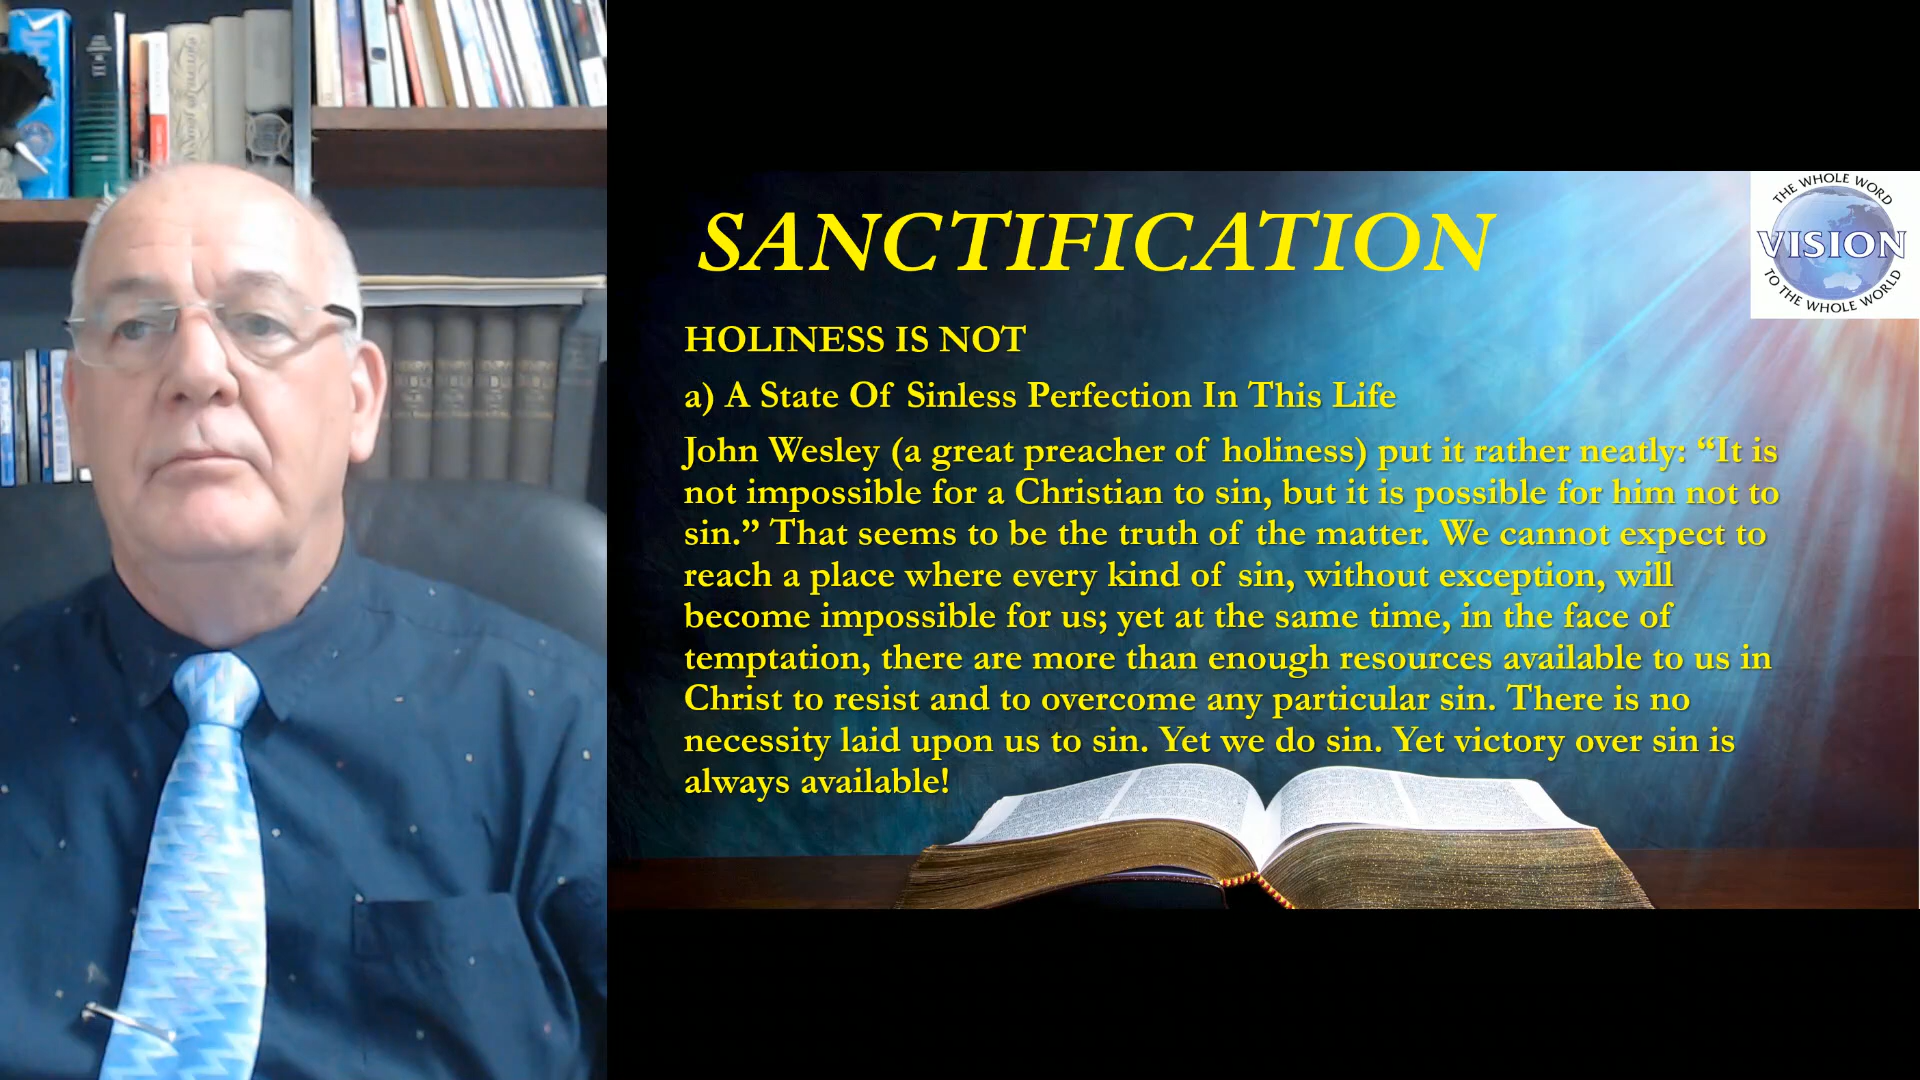 SANCTIFICATION
THE WHOLE WORD
VISION
TO THE WHOLE WORLD
HOLINESS IS NOT
a) A State Of Sinless Perfection In This Life
John Wesley (a great preacher of holiness) put it rather neatly: “It is
not impossible for a Christian to sin, but it is possible for him not to
sin.” That seems to be the truth of the matter. We cannot expect to
reach a place where every kind of sin, without exception, will
become impossible for us; yet at the same time, in the face of
temptation, there are more than enough resources available to us in
Christ to resist and to overcome any particular sin. There is no
necessity laid upon us to sin. Yet we do sin. Yet victory over sin is
always available!